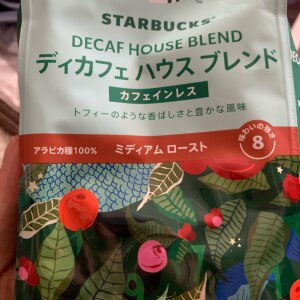 STARBUCKS®
DECAF HOUSE BLEND
ディカフェ ハウス ブレンド
カフェインレス
トフィーのような香ばしさと豊かな風味
アラビカ種100%
ミディアム ロースト
味わいの深さ
8